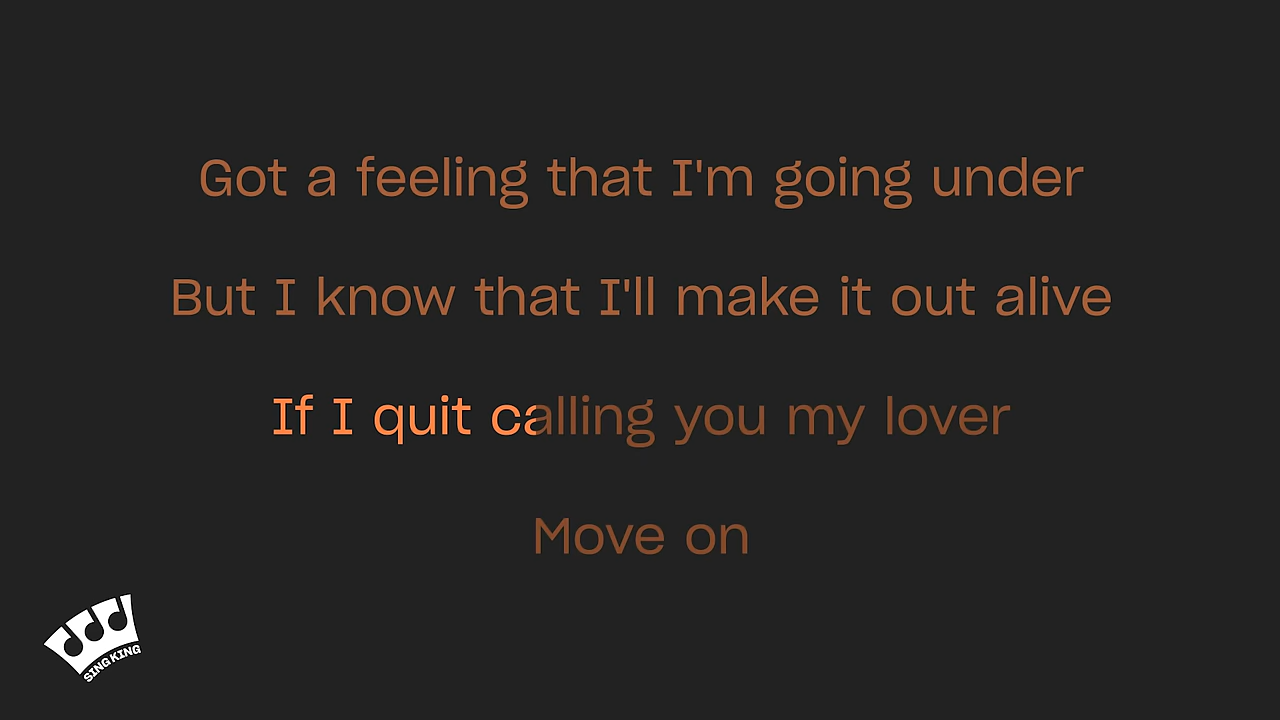 Got a feeling that I'm going under
But I know that I'll make it out alive
If I quit calling you my lover
Move on
SING KING